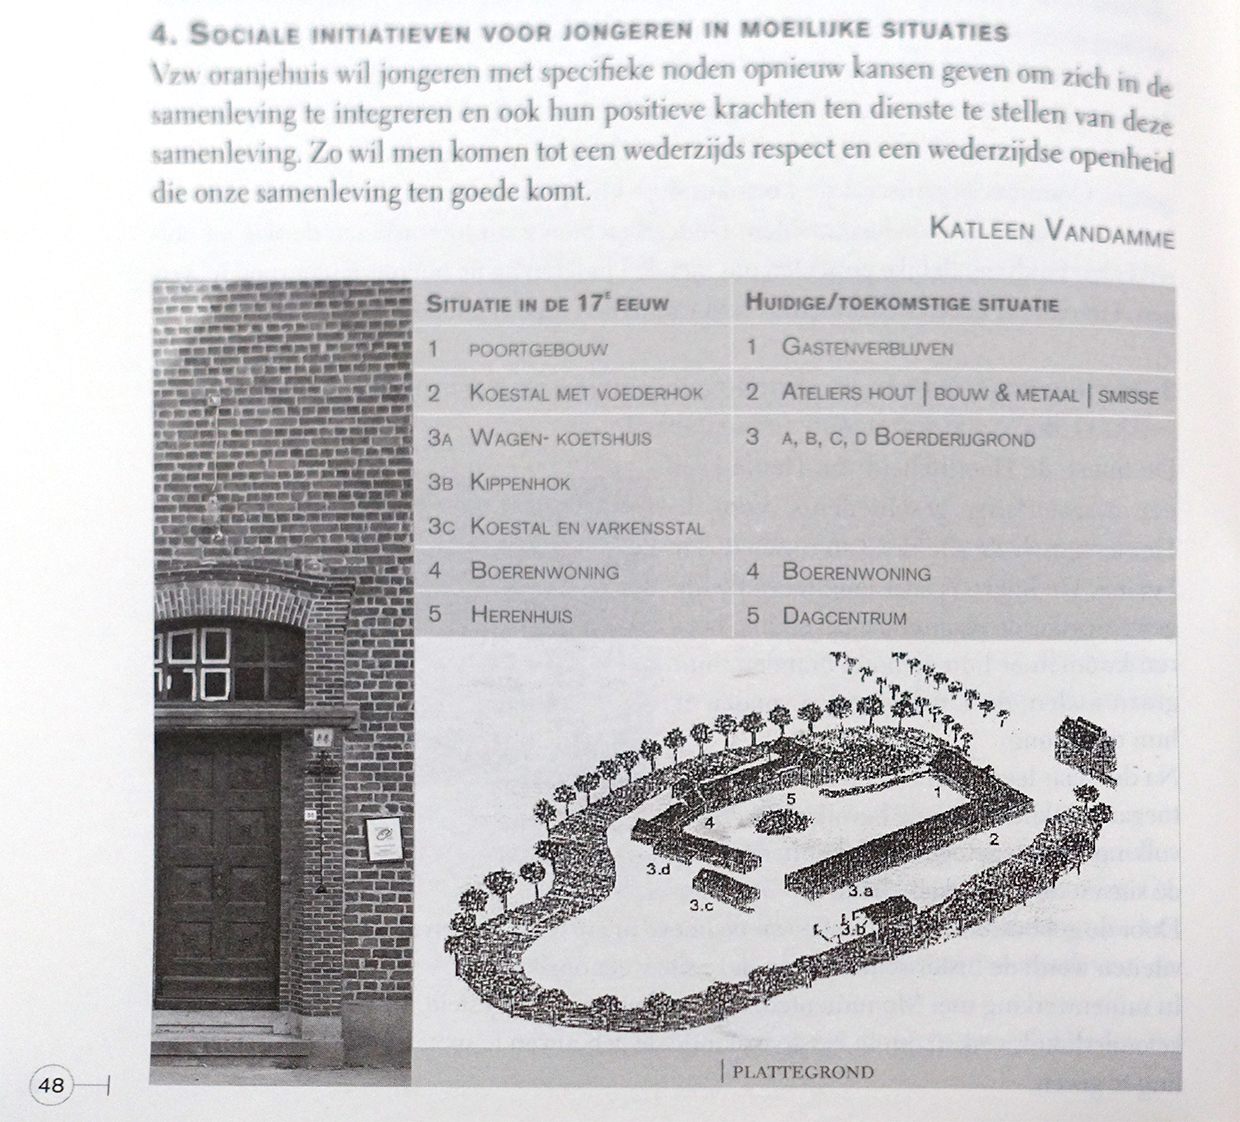 4. Sociale initiatieven voor jongeren in moeilijke situaties
Vzw oranjehuis wil jongeren met specifieke noden opnieuw kansen geven om zich in de
samenleving te integreren en ook hun positieve krachten ten dienste te stellen van deze
samenleving. Zo wil men komen tot een wederzijds respect en een wederzijdse openheid
die onze samenleving ten goede komt.
Katleen Vandamme
Situatie in de 17e eeuw Huidige/toekomstige situatie
1 poortgebouw 1 Gastenverblijven
2 Koestal met voederhok 2 Ateliers hout | bouw & metaal | smisse
3a Wagen- koetshuis 3 a, b, c, d Boerderijgrond
3b Kippenhok
3c Koestal en varkensstal
4 Boerenwoning 4 Boerenwoning
5 Herenhuis 5 Dagcentrum
5
1
4
2
3.d
3.a
3.c
3.b
| plattegrond
48